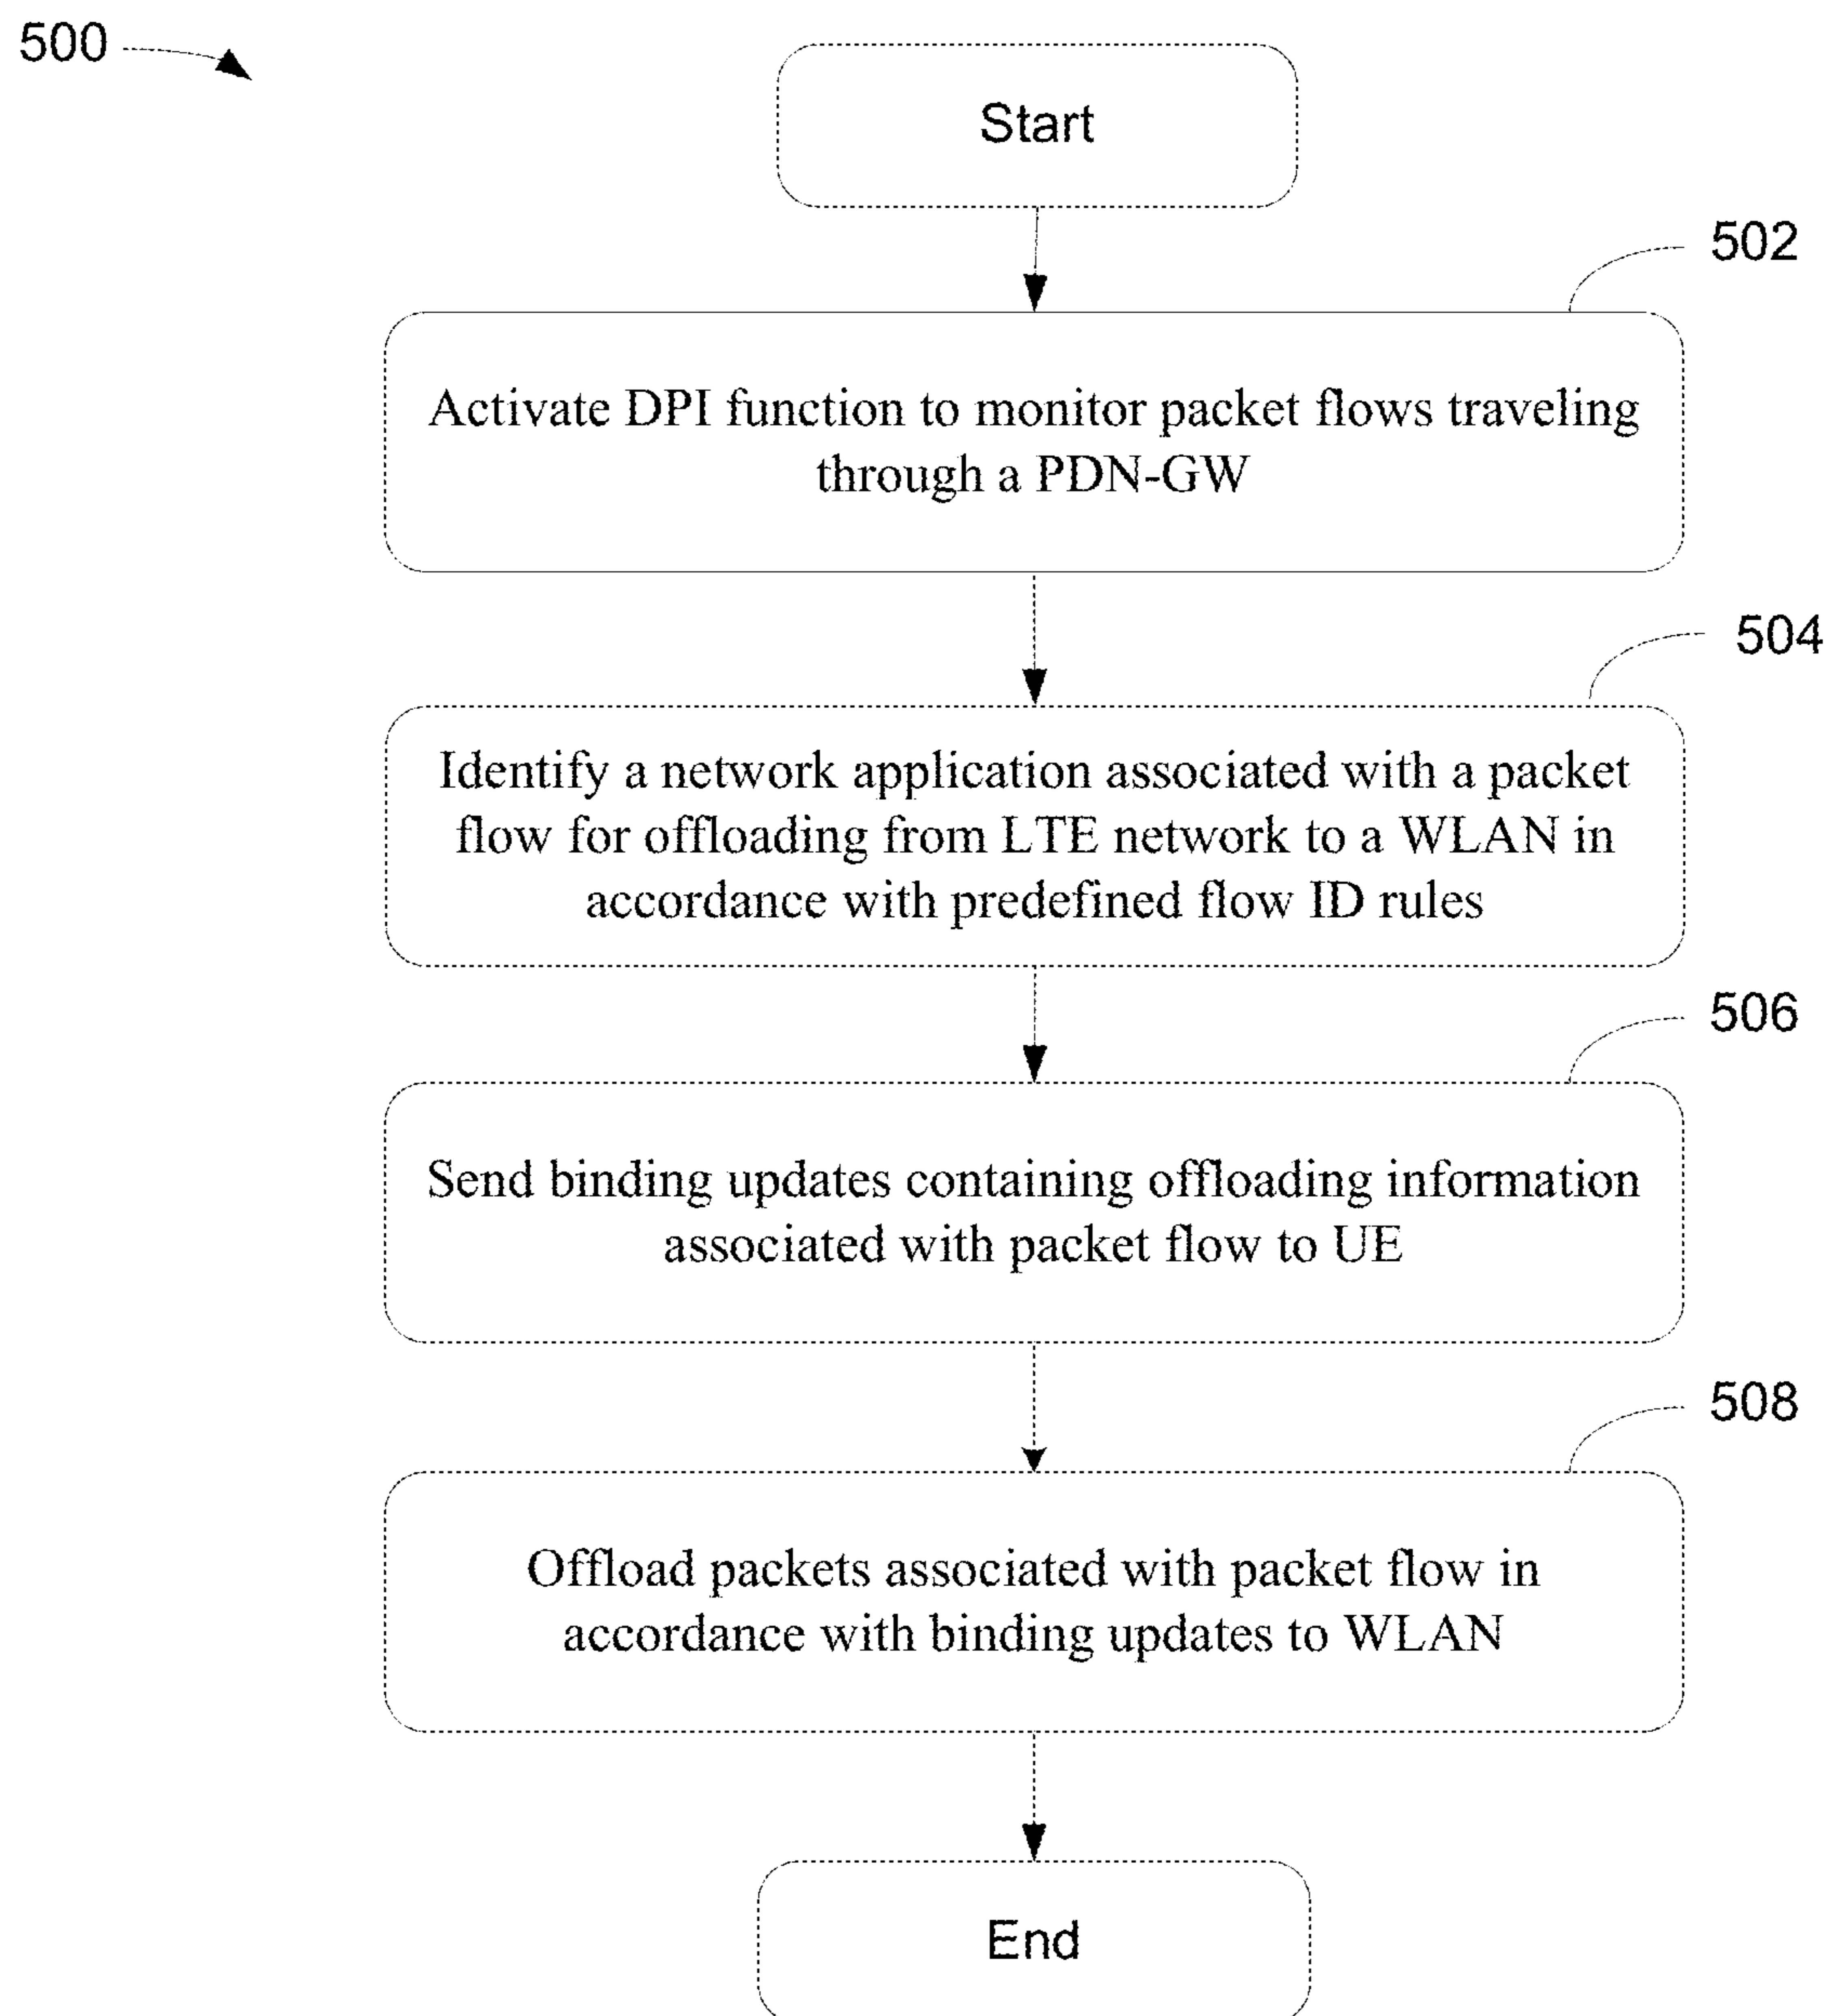 500
Start
502
Activate DPI function to monitor packet flows traveling
through a PDN-GW
504
Identify a network application associated with a packet
flow for offloading from LTE network to a WLAN in
accordance with predefined flow ID rules
506
Send binding updates containing offloading information
associated with packet flow to UE
508
Offload packets associated with packet flow in
accordance with binding updates to WLAN
End